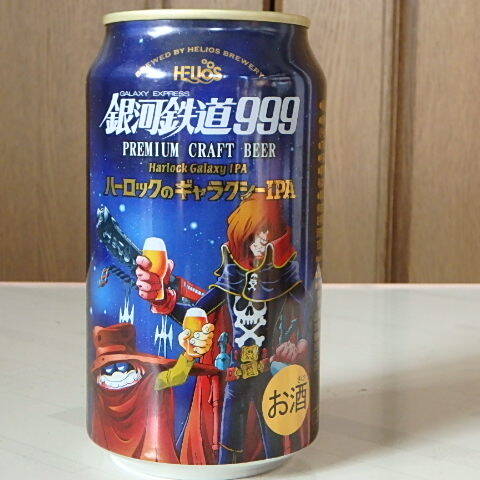 BREWED BY HELIOS BREWERY
HELIOS
GALAXY EXPRESS
銀河鉄道999
PREMIUM CRAFT BEER
Harlock Galaxy IPA
ハーロックのギャラクシーIPA
お酒